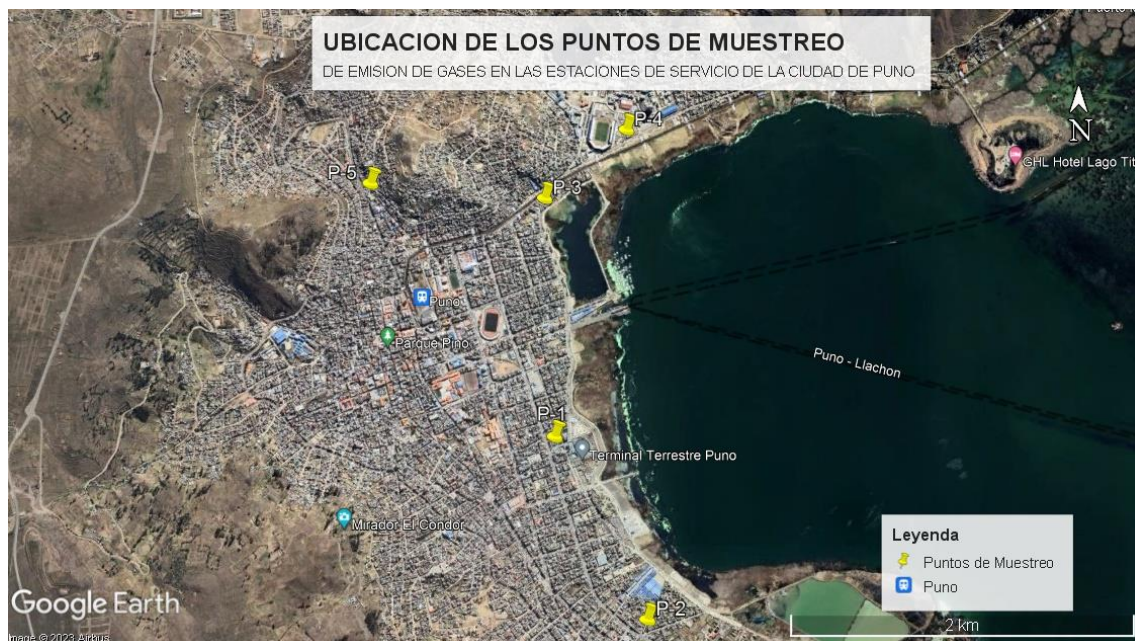 UBICACION DE LOS PUNTOS DE MUESTREO
DE EMISION DE GASES EN LAS ESTACIONES DE SERVICIO DE LA CIUDAD DE PUNO
P-4
N
GHL Hotel Lago Tit
P-5
P-3
Puno
Parque Pino
Puno - Llachon
P-1
Terminal Terrestre Puno
Mirador El Condor
Leyenda
Puntos de Muestreo
Puno
P-2
Google Earth
2 km
Image © 2023 Airbus